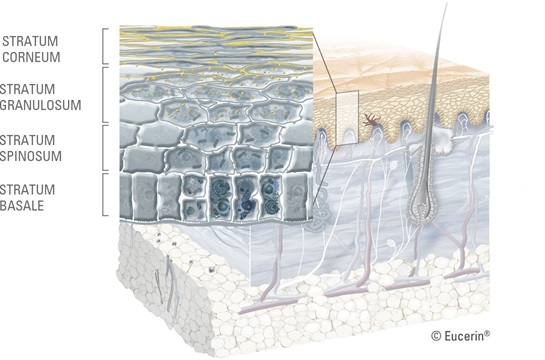 STRATUM
CORNEUM
STRATUM
GRANULOSUM
STRATUM
SPINOSUM
STRATUM
BASALE
© Eucerin®